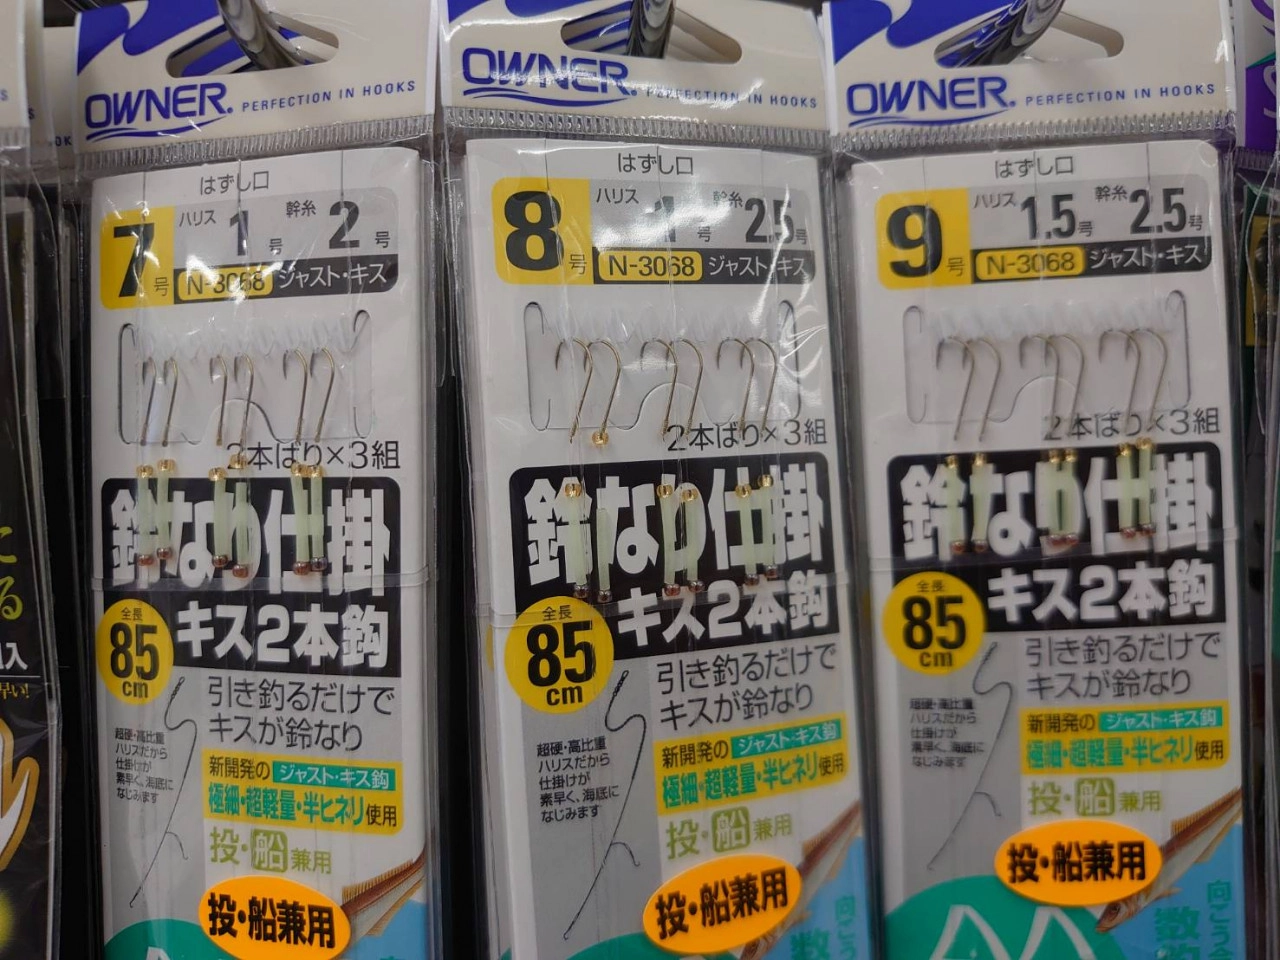 OWNER. PERFECTION IN HOOKS
はずし口
7号
ハリス 1号 幹糸 2号
N-3068 ジャスト・キス
2本ばり×3組
鈴なり仕掛
キス2本鈎
全長
85
cm
引き釣るだけで
キスが鈴なり
超硬・高比重
ハリスだから
仕掛けが
素早く、海底に
なじみます
新開発の ジャスト・キス鈎
極細・超軽量・半ヒネリ使用
投・船兼用
投・船兼用
OWNER. PERFECTION IN HOOKS
はずし口
8号
ハリス 1号 幹糸 2.5号
N-3068 ジャスト・キス
2本ばり×3組
鈴なり仕掛
キス2本鈎
全長
85
cm
引き釣るだけで
キスが鈴なり
超硬・高比重
ハリスだから
仕掛けが
素早く、海底に
なじみます
新開発の ジャスト・キス鈎
極細・超軽量・半ヒネリ使用
投・船兼用
投・船兼用
向こう
数
OWNER. PERFECTION IN HOOKS
はずし口
9号
ハリス 1.5号 幹糸 2.5号
N-3068 ジャスト・キス
2本ばり×3組
鈴なり仕掛
キス2本鈎
全長
85
cm
引き釣るだけで
キスが鈴なり
超硬・高比重
ハリスだから
仕掛けが
素早く、海底に
なじみます
新開発の ジャスト・キス鈎
極細・超軽量・半ヒネリ使用
投・船兼用
投・船兼用
向こう
数